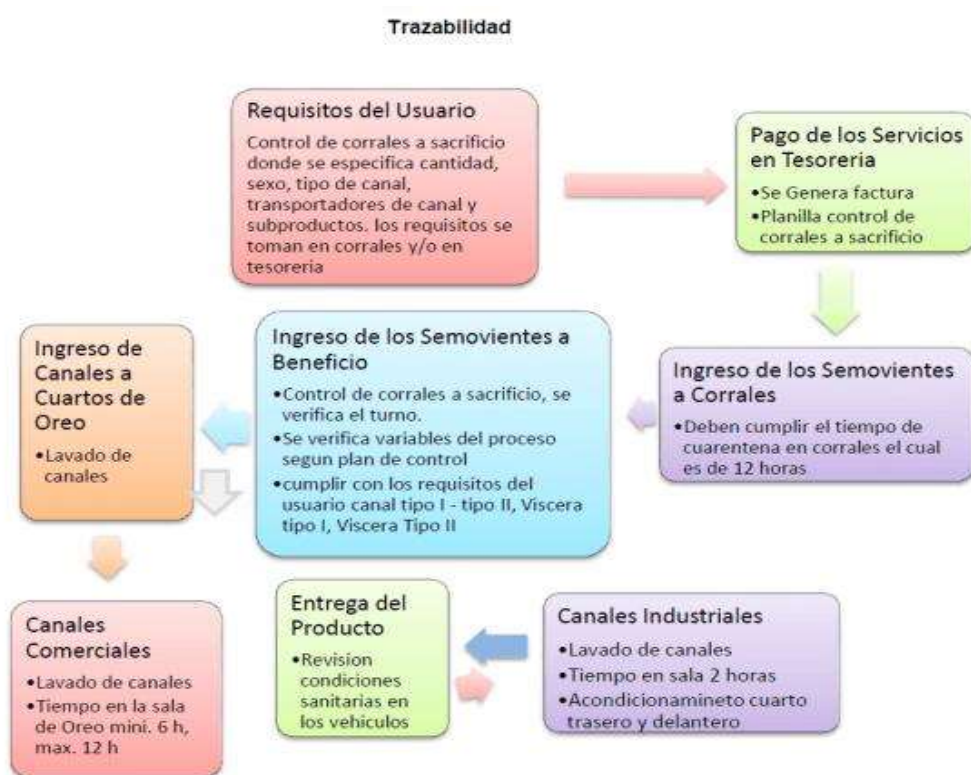 Trazabilidad
Requisitos del Usuario
Control de corrales a sacrificio
donde se especifica cantidad,
sexo, tipo de canal,
transportadores de canal y
subproductos. los requisitos se
toman en corrales y/o en
tesoreria
Pago de los Servicios
en Tesoreria
•Se Genera factura
•Planilla control de
corrales a sacrificio
Ingreso de los Semovientes
a Corrales
•Deben cumplir el tiempo de
cuarentena en corrales el cual
es de 12 horas
Ingreso de los Semovientes a
Beneficio
•Control de corrales a sacrificio, se
verifica el turno.
•Se verifica variables del proceso
segun plan de control
•cumplir con los requisitos del
usuario canal tipo I - tipo II, Viscera
tipo I, Viscera Tipo II
Ingreso de
Canales a
Cuartos de
Oreo
•Lavado de
canales
Canales
Comerciales
•Lavado de canales
•Tiempo en la sala
de Oreo mini. 6 h,
max. 12 h
Entrega del
Producto
•Revision
condiciones
sanitarias en
los vehiculos
Canales Industriales
•Lavado de canales
•Tiempo en sala 2 horas
•Acondicionamineto cuarto
trasero y delantero